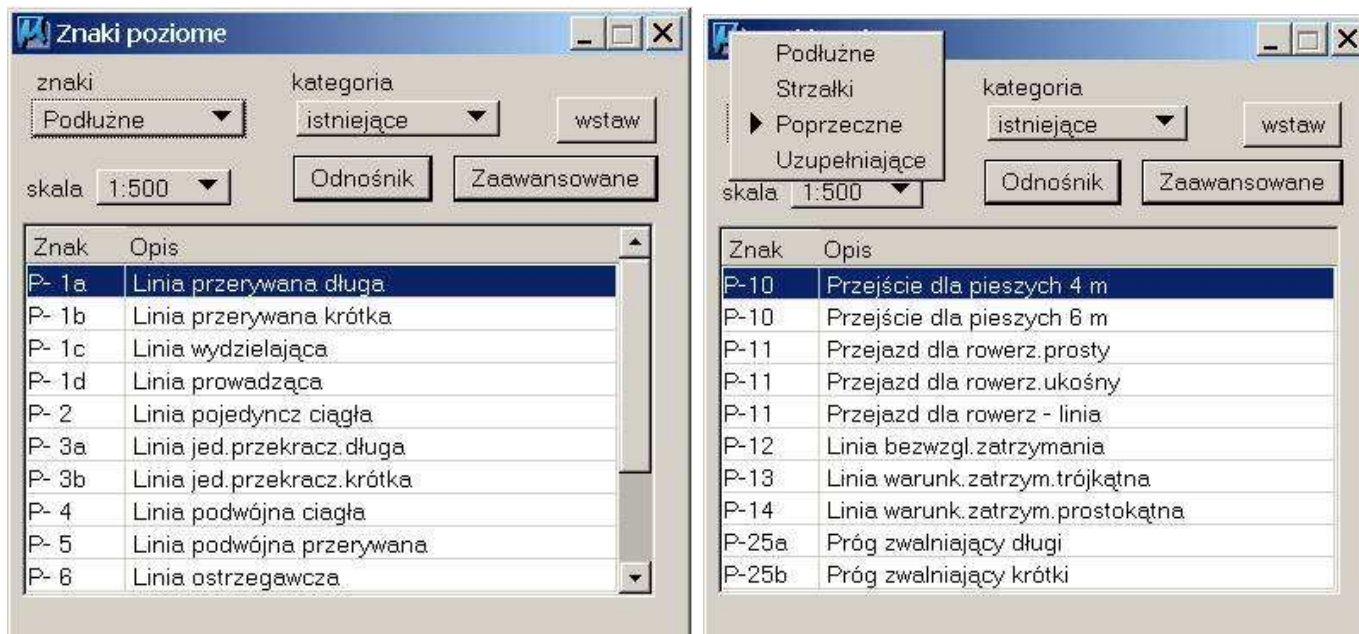 Znaki poziome
znaki
kategoria
Podłużne
istniejące
wstaw
skala
1:500
Odnośnik
Zaawansowane
Znak Opis
P- 1a Linia przerywana długa
P- 1b Linia przerywana krótka
P- 1c Linia wydzielająca
P- 1d Linia prowadząca
P- 2 Linia pojedyncz ciągła
P- 3a Linia jed.przekracz.długa
P- 3b Linia jed.przekracz.krótka
P- 4 Linia podwójna ciagła
P- 5 Linia podwójna przerywana
P- 6 Linia ostrzegawcza
Podłużne
Strzałki
Poprzeczne
Uzupełniające
kategoria
istniejące
wstaw
skala
1:500
Odnośnik
Zaawansowane
Znak Opis
P-10 Przejście dla pieszych 4 m
P-10 Przejście dla pieszych 6 m
P-11 Przejazd dla rowerz.prosty
P-11 Przejazd dla rowerz.ukośny
P-11 Przejazd dla rowerz - linia
P-12 Linia bezwzgl.zatrzymania
P-13 Linia warunk.zatrzym.trójkątna
P-14 Linia warunk.zatrzym.prostokątna
P-25a Próg zwalniający długi
P-25b Próg zwalniający krótki